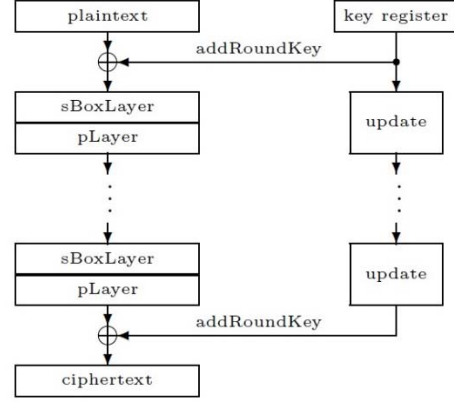 plaintext
key register
addRoundKey
sBoxLayer
pLayer
update
sBoxLayer
pLayer
update
addRoundKey
ciphertext